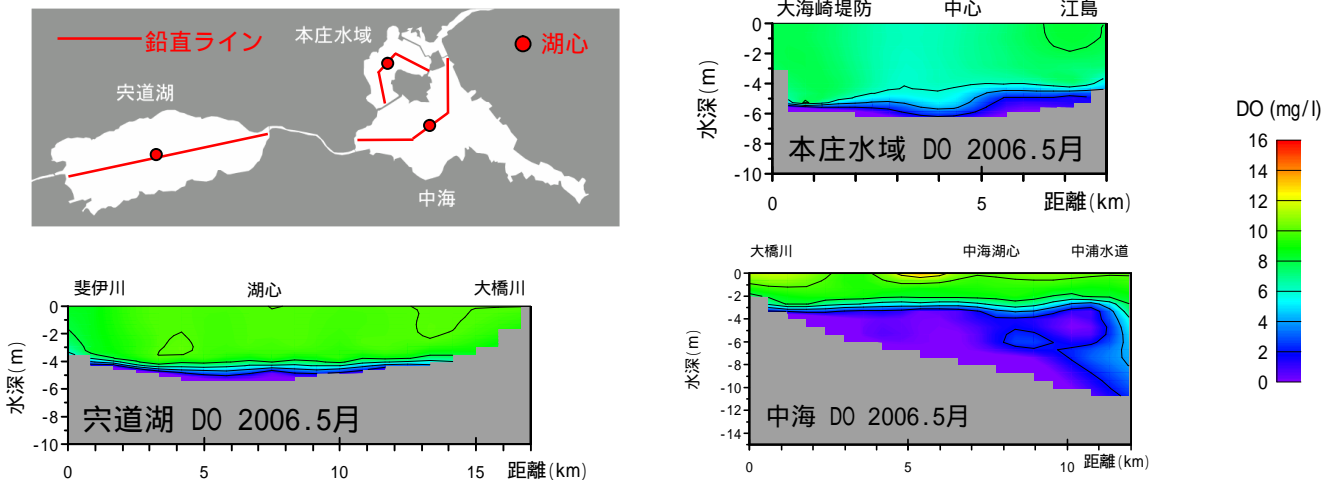 鉛直ライン
本庄水域
湖心
宍道湖
中海
大海崎堤防 中心 江島
0
-2
-4
-6
-8
-10
水深(m)
本庄水域 DO 2006.5月
0 5 距離(km)
DO (mg/l)
16
14
12
10
8
6
4
2
0
斐伊川 湖心 大橋川
0
-2
-4
-6
-8
-10
水深(m)
宍道湖 DO 2006.5月
0 5 10 15 距離(km)
大橋川 中海湖心 中浦水道
0
-2
-4
-6
-8
-10
-12
-14
水深(m)
中海 DO 2006.5月
0 5 10 距離(km)